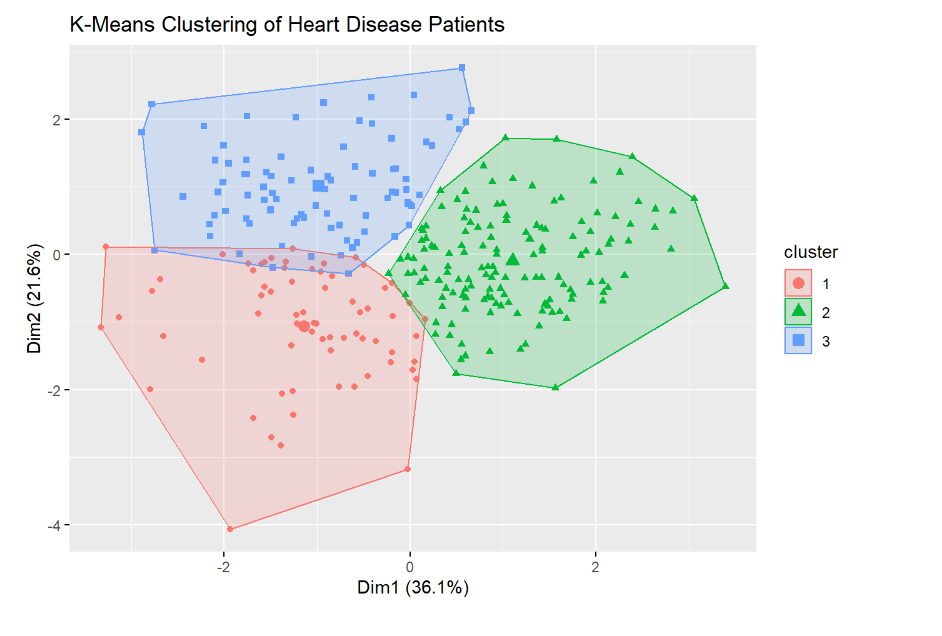 K-Means Clustering of Heart Disease Patients
2
0
-2
-4
Dim2 (21.6%)
-2
0
2
Dim1 (36.1%)
cluster
1
2
3